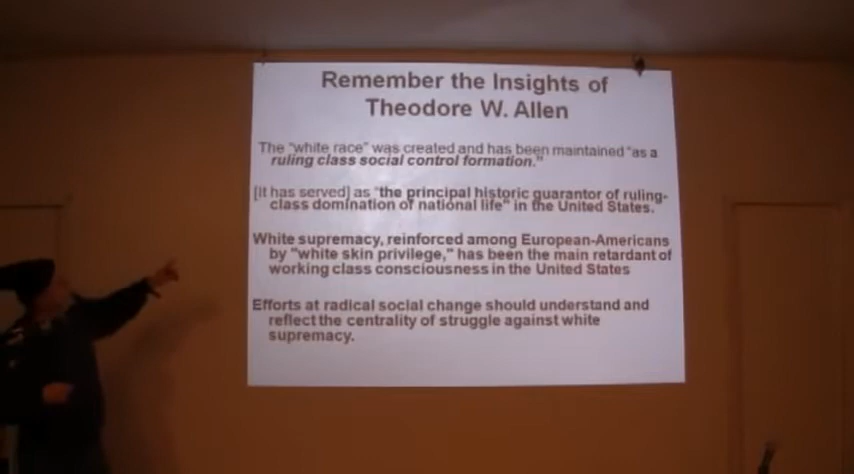 Remember the Insights of
Theodore W. Allen
The "white race" was created and has been maintained "as a
ruling class social control formation."
[It has served] as "the principal historic guarantor of ruling-
class domination of national life" in the United States.
White supremacy, reinforced among European-Americans
by "white skin privilege," has been the main retardant of
working class consciousness in the United States
Efforts at radical social change should understand and
reflect the centrality of struggle against white
supremacy.